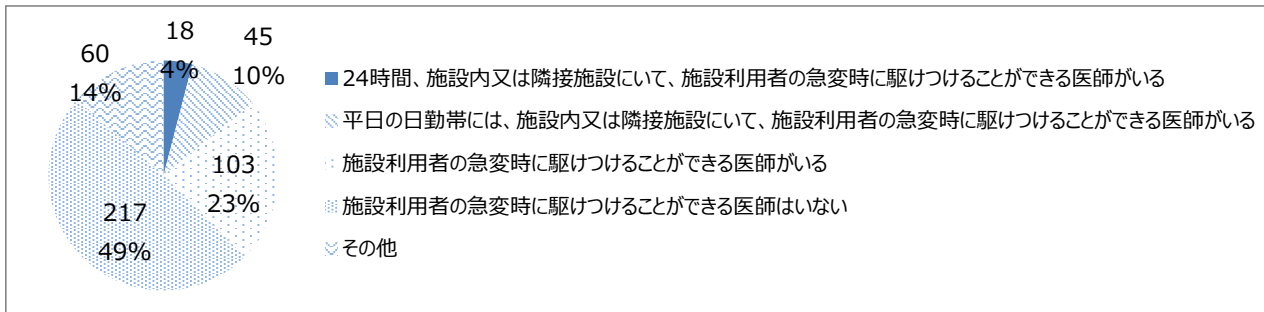 18
4%
45
10%
103
23%
217
49%
60
14%
24時間、施設内又は隣接施設にいて、施設利用者の急変時に駆けつけることができる医師がいる
平日の日勤帯には、施設内又は隣接施設にいて、施設利用者の急変時に駆けつけることができる医師がいる
施設利用者の急変時に駆けつけることができる医師がいる
施設利用者の急変時に駆けつけることができる医師はいない
その他